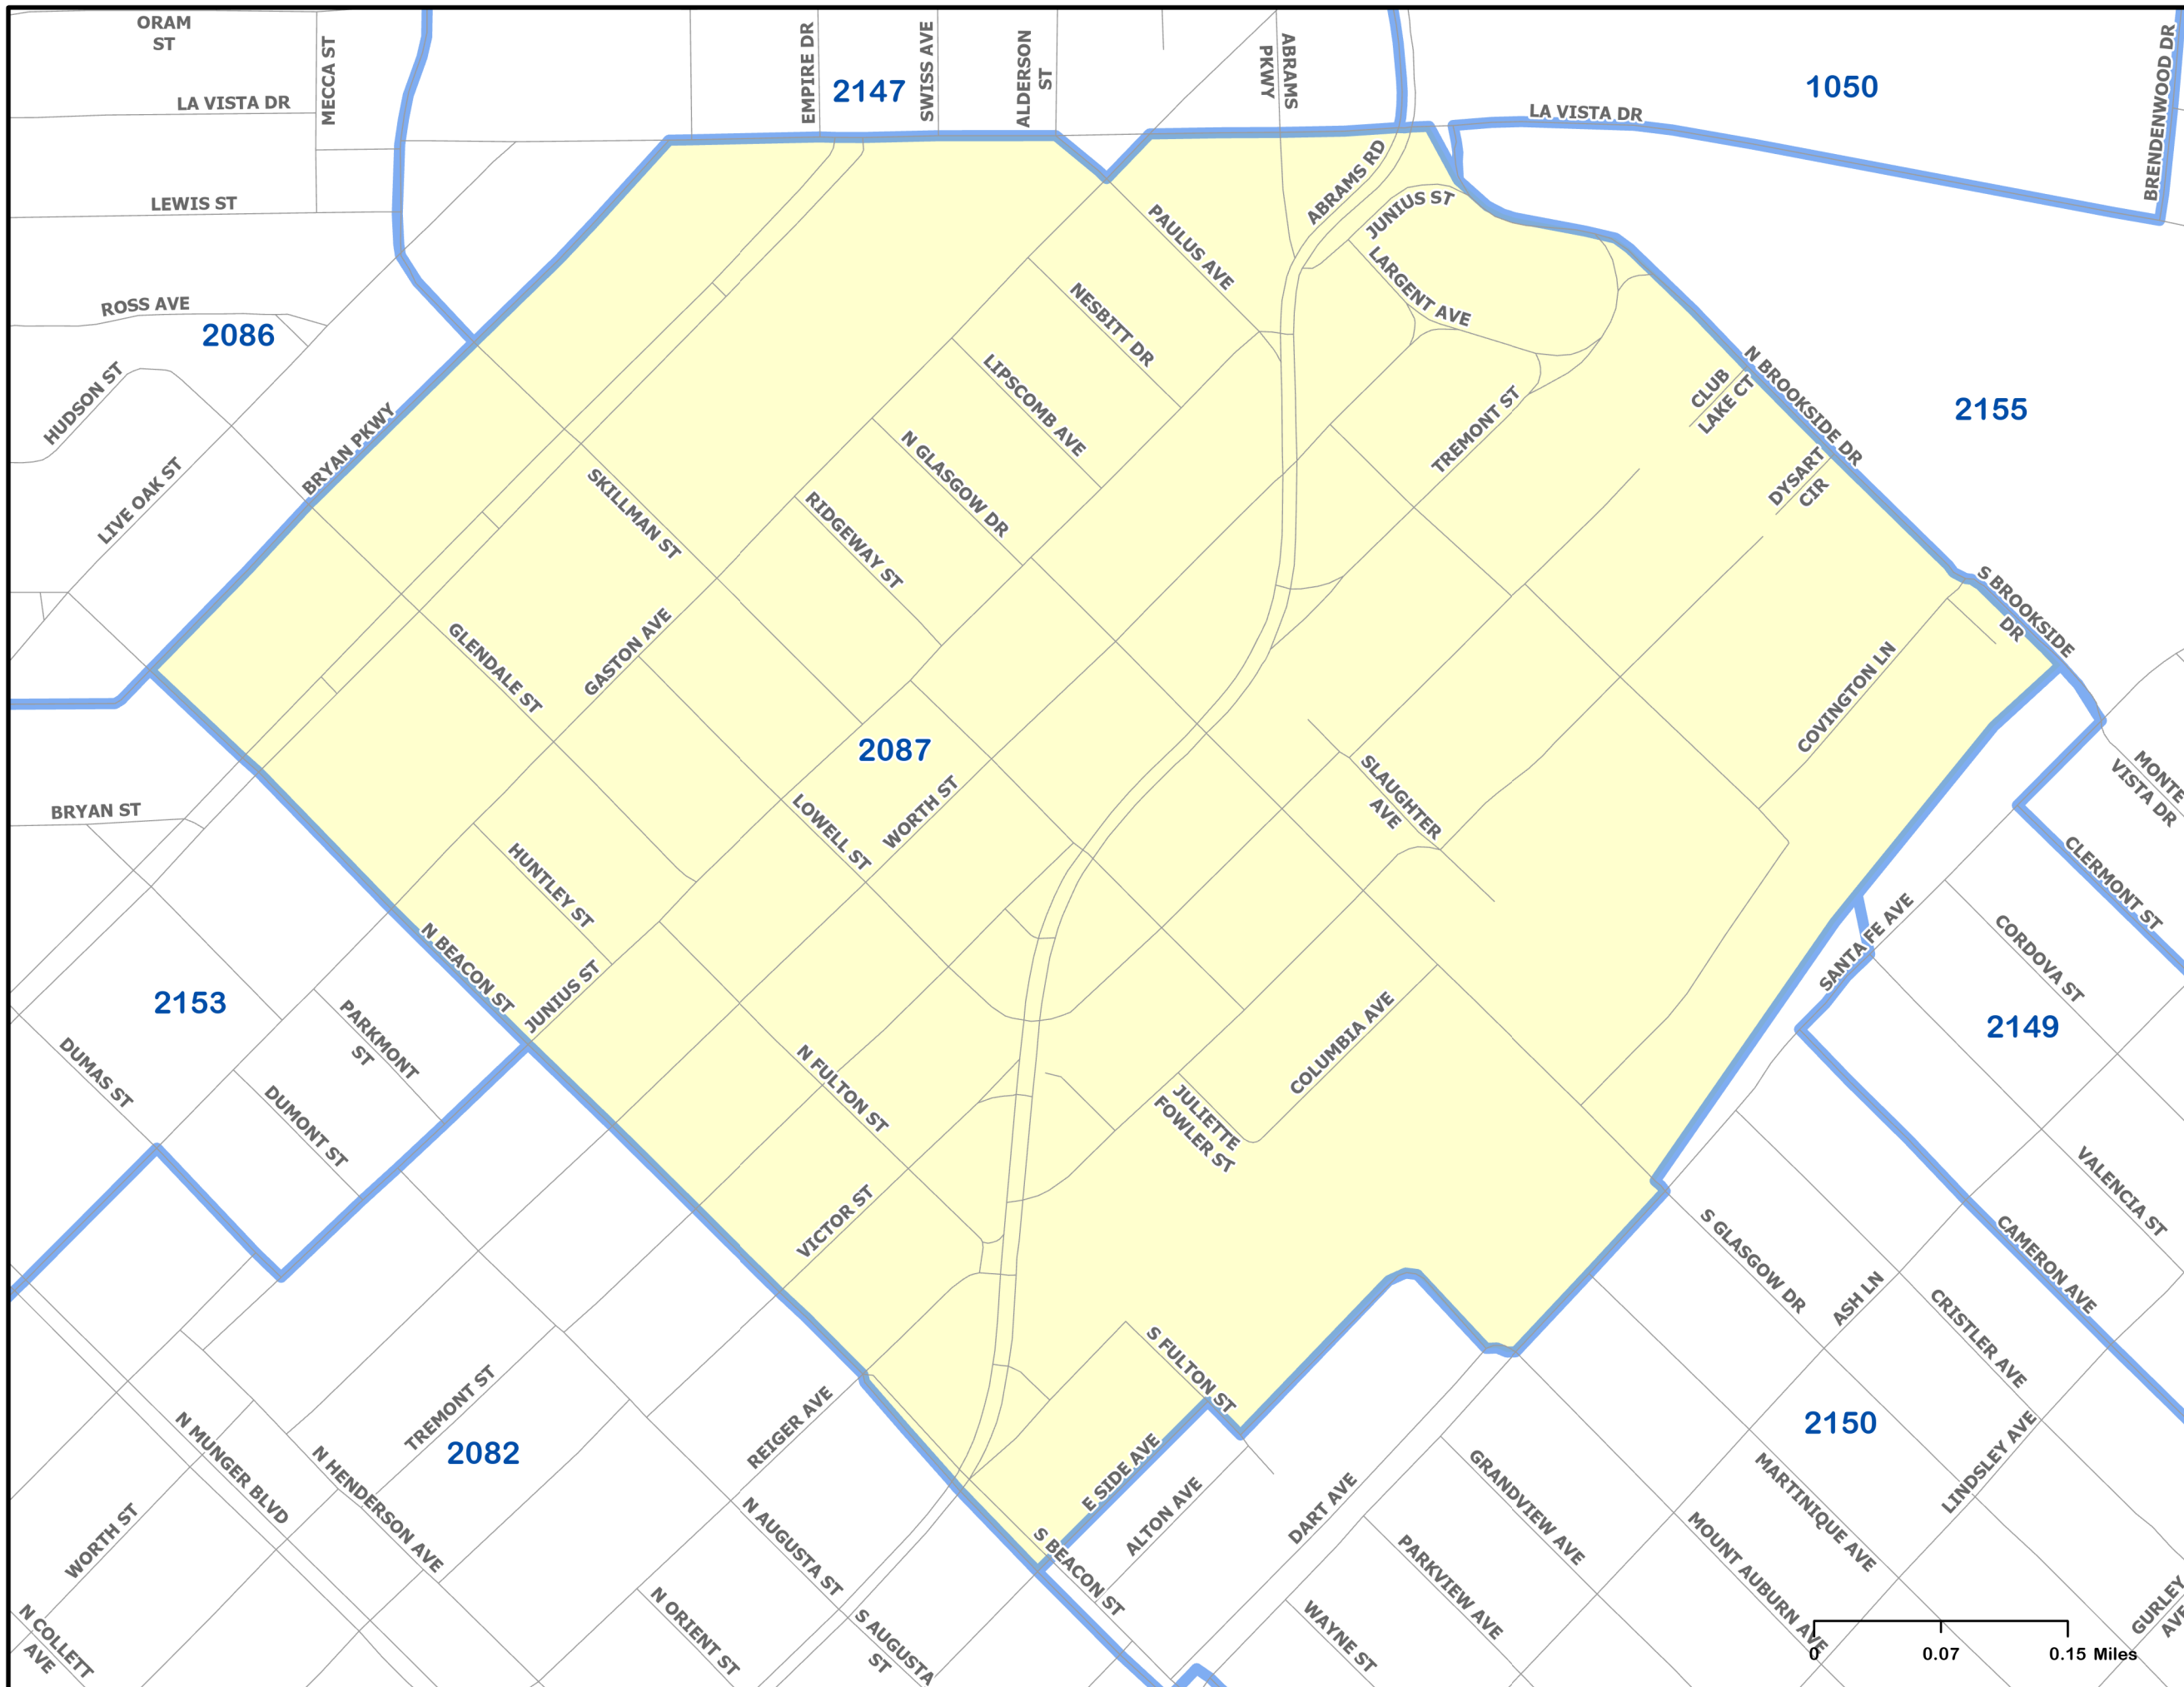 ORAM
ST
MECCA ST
EMPIRE DR
2147
SWISS AVE
ALDERSON
ST
ABRAMS
PKWY
1050
BRENDENWOOD DR
LA VISTA DR
LA VISTA DR
LEWIS ST
ABRAMS RD
JUNIUS ST
PAULUS AVE
LARGENT AVE
ROSS AVE
2086
NESBITT DR
HUDSON ST
LIPSCOMB AVE
CLUB
LAKE CT
N BROOKSIDE DR
2155
BRYAN PKWY
LIVE OAK ST
SKILLMAN ST
N GLASGOW DR
RIDGEWAY ST
TREMONT ST
DYSART
CIR
S BROOKSIDE
DR
GLENDALE ST
GASTON AVE
COVINGTON LN
2087
SLAUGHTER
AVE
MONTE
VISTA DR
BRYAN ST
LOWELL ST
WORTH ST
HUNTLEY ST
CLERMONT ST
SANTA FE AVE
CORDOVA ST
N BEACON ST
JUNIUS ST
2153
PARKMONT
ST
2149
DUMAS ST
DUMONT ST
N FULTON ST
COLUMBIA AVE
JULIETTE
FOWLER ST
VALENCIA ST
VICTOR ST
S GLASGOW DR
CAMERON AVE
ASH LN
CRISTLER AVE
S FULTON ST
TREMONT ST
2082
REIGER AVE
2150
N MUNGER BLVD
N HENDERSON AVE
E SIDE AVE
ALTON AVE
DART AVE
GRANDVIEW AVE
MARTINIQUE AVE
LINDSLEY AVE
WORTH ST
N AUGUSTA ST
S BEACON ST
PARKVIEW AVE
MOUNT AUBURN AVE
N COLLETT
AVE
N ORIENT ST
S AUGUSTA
ST
WAYNE ST
GURLEY
AVE
0 0.07 0.15 Miles